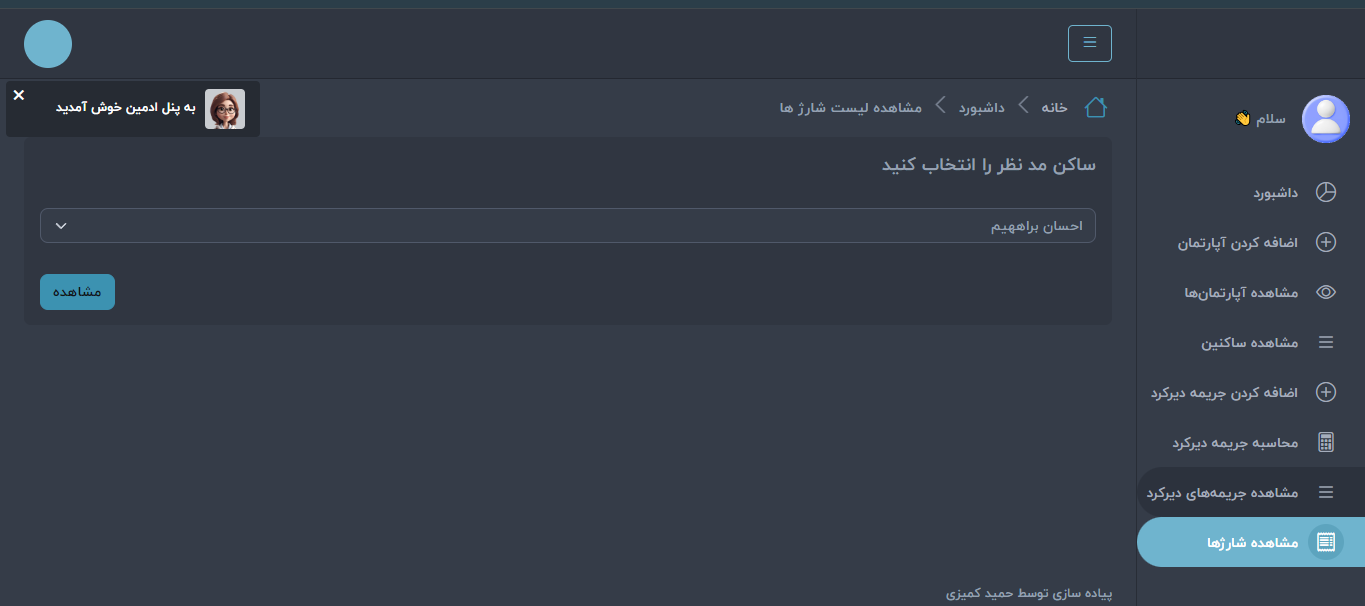 سلام 👋
داشبورد
اضافه کردن آپارتمان
مشاهده آپارتمان‌ها
مشاهده ساکنین
اضافه کردن جریمه دیرکرد
محاسبه جریمه دیرکرد
مشاهده جریمه‌های دیرکرد
مشاهده شارژها
خانه
داشبورد
مشاهده لیست شارژ ها
به پنل ادمین خوش آمدید
ساکن مد نظر را انتخاب کنید
احسان براههیم
مشاهده
پیاده سازی توسط حمید کمیزی